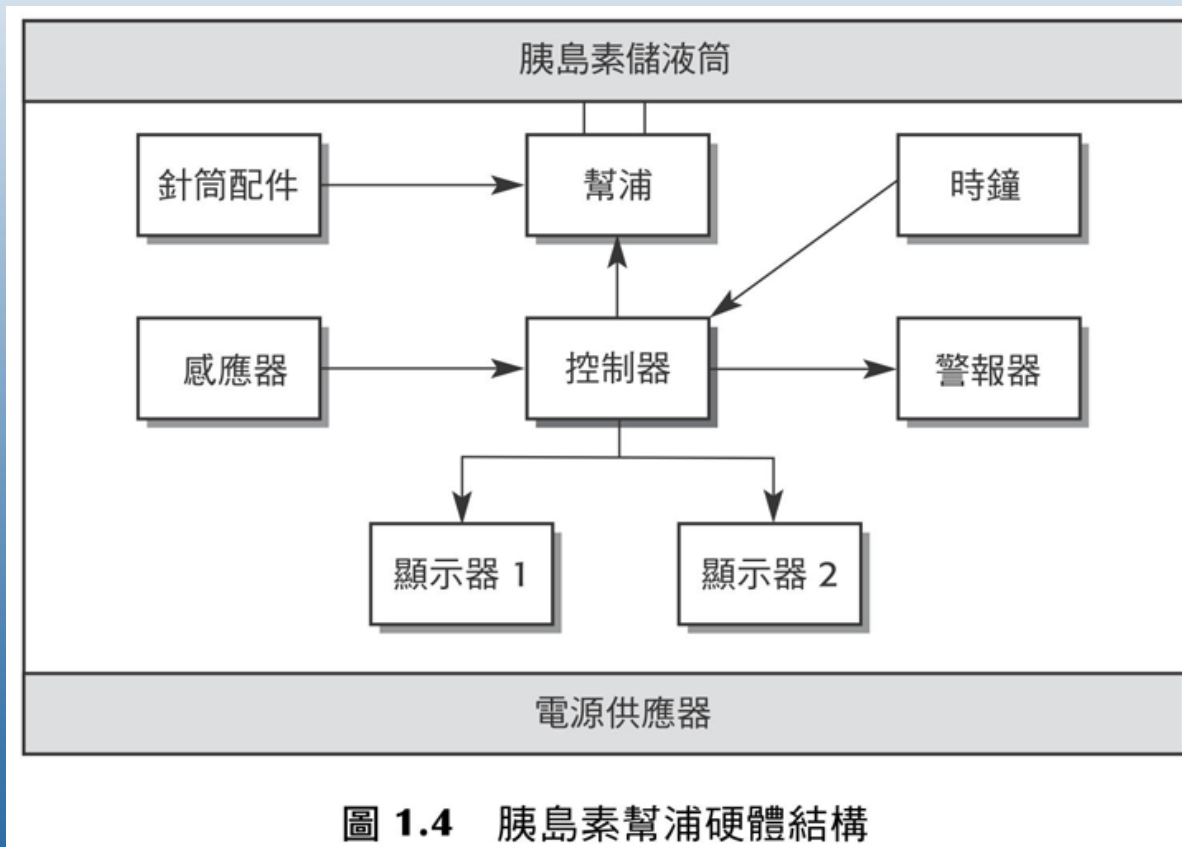 胰島素儲液筒
針筒配件
幫浦
時鐘
感應器
控制器
警報器
顯示器 1
顯示器 2
電源供應器
圖 1.4 胰島素幫浦硬體結構